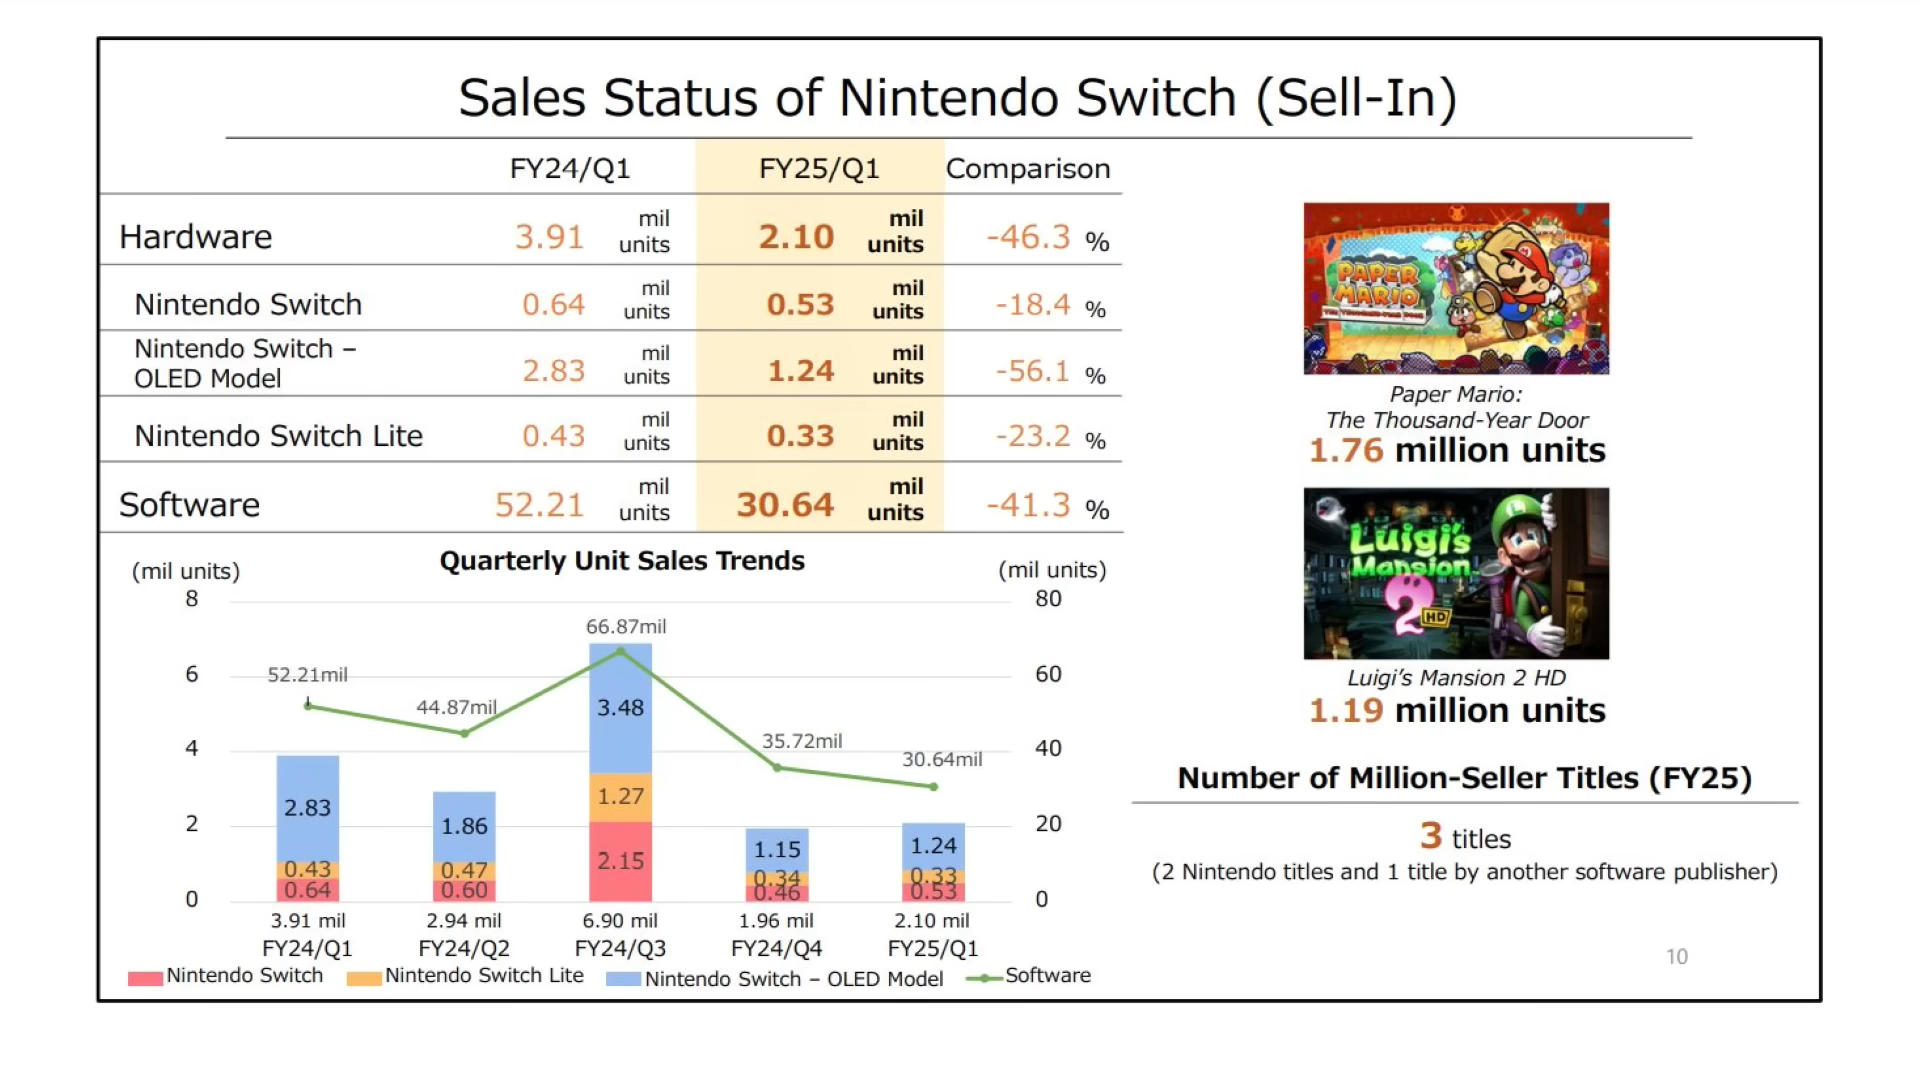 Sales Status of Nintendo Switch (Sell-In)
FY24/Q1 FY25/Q1 Comparison
Hardware 3.91 mil units 2.10 mil units -46.3 %
Nintendo Switch 0.64 mil units 0.53 mil units -18.4 %
Nintendo Switch –
OLED Model 2.83 mil units 1.24 mil units -56.1 %
Nintendo Switch Lite 0.43 mil units 0.33 mil units -23.2 %
Software 52.21 mil units 30.64 mil units -41.3 %
Quarterly Unit Sales Trends
(mil units) (mil units)
8 80
66.87mil
6 52.21mil 60
44.87mil 3.48
4 35.72mil 40
30.64mil
2.83 1.86 1.27 1.15 1.24
2 20
0.43 0.47 2.15 0.34 0.33
0.64 0.60 0.46 0.53
0 0
3.91 mil 2.94 mil 6.90 mil 1.96 mil 2.10 mil
FY24/Q1 FY24/Q2 FY24/Q3 FY24/Q4 FY25/Q1
Nintendo Switch Nintendo Switch Lite Nintendo Switch – OLED Model Software
PAPER
MARIO
THE THOUSAND-YEAR DOOR
Paper Mario:
The Thousand-Year Door
1.76 million units
Luigi's
Mansion
2 HD
Luigi's Mansion 2 HD
1.19 million units
Number of Million-Seller Titles (FY25)
3 titles
(2 Nintendo titles and 1 title by another software publisher)
10